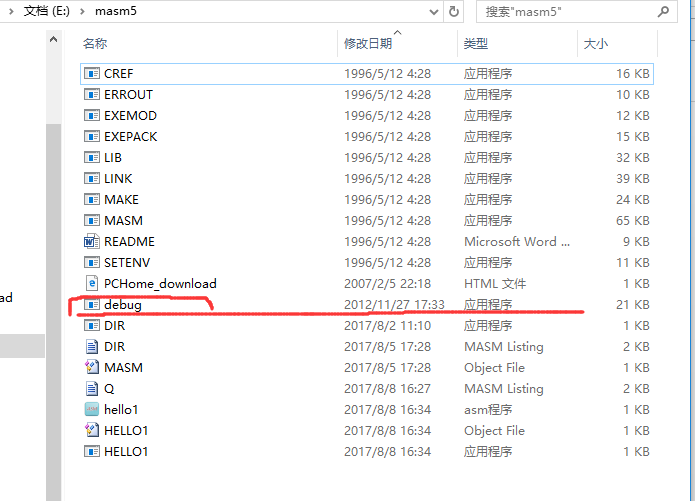 文档 (E:) > masm5
搜索"masm5"
名称 修改日期 类型 大小
CREF 1996/5/12 4:28 应用程序 16 KB
ERROUT 1996/5/12 4:28 应用程序 10 KB
EXEMOD 1996/5/12 4:28 应用程序 12 KB
EXEPACK 1996/5/12 4:28 应用程序 15 KB
LIB 1996/5/12 4:28 应用程序 32 KB
LINK 1996/5/12 4:28 应用程序 39 KB
MAKE 1996/5/12 4:28 应用程序 24 KB
MASM 1996/5/12 4:28 应用程序 65 KB
README 1996/5/12 4:28 Microsoft Word ... 9 KB
SETENV 1996/5/12 4:28 应用程序 11 KB
PCHome_download 2007/2/5 22:18 HTML 文件 1 KB
ad
debug 2012/11/27 17:33 应用程序 21 KB
DIR 2017/8/2 11:10 应用程序 1 KB
DIR 2017/8/5 17:28 MASM Listing 2 KB
MASM 2017/8/5 17:28 Object File 1 KB
Q 2017/8/8 16:27 MASM Listing 2 KB
hello1 2017/8/8 16:34 asm程序 1 KB
HELLO1 2017/8/8 16:34 Object File 1 KB
HELLO1 2017/8/8 16:34 应用程序 1 KB